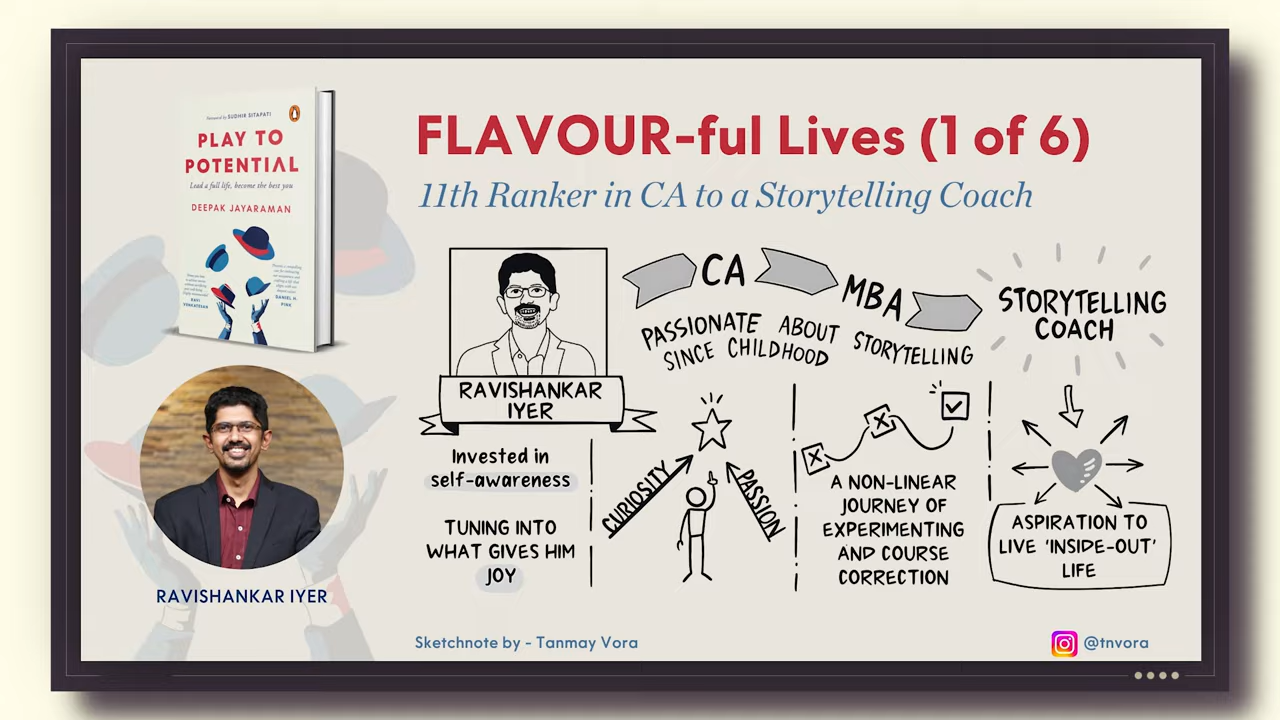 Foreword by SUDHIR SITAPATI
PLAY TO
POTENTIAL
Lead a full life, become the best you
DEEPAK JAYARAMAN
RAVI
VENKATESAN
DANIEL H.
PINK
RAVISHANKAR IYER
FLAVOUR-ful Lives (1 of 6)
11th Ranker in CA to a Storytelling Coach
RAVISHANKAR
IYER
CA
MBA
STORYTELLING
COACH
PASSIONATE ABOUT STORYTELLING
SINCE CHILDHOOD
Invested in
self-awareness
TUNING INTO
WHAT GIVES HIM
JOY
CURIOSITY
PASSION
A NON-LINEAR
JOURNEY OF
EXPERIMENTING
AND COURSE
CORRECTION
ASPIRATION TO
LIVE 'INSIDE-OUT'
LIFE
Sketchnote by - Tanmay Vora
@tnvora